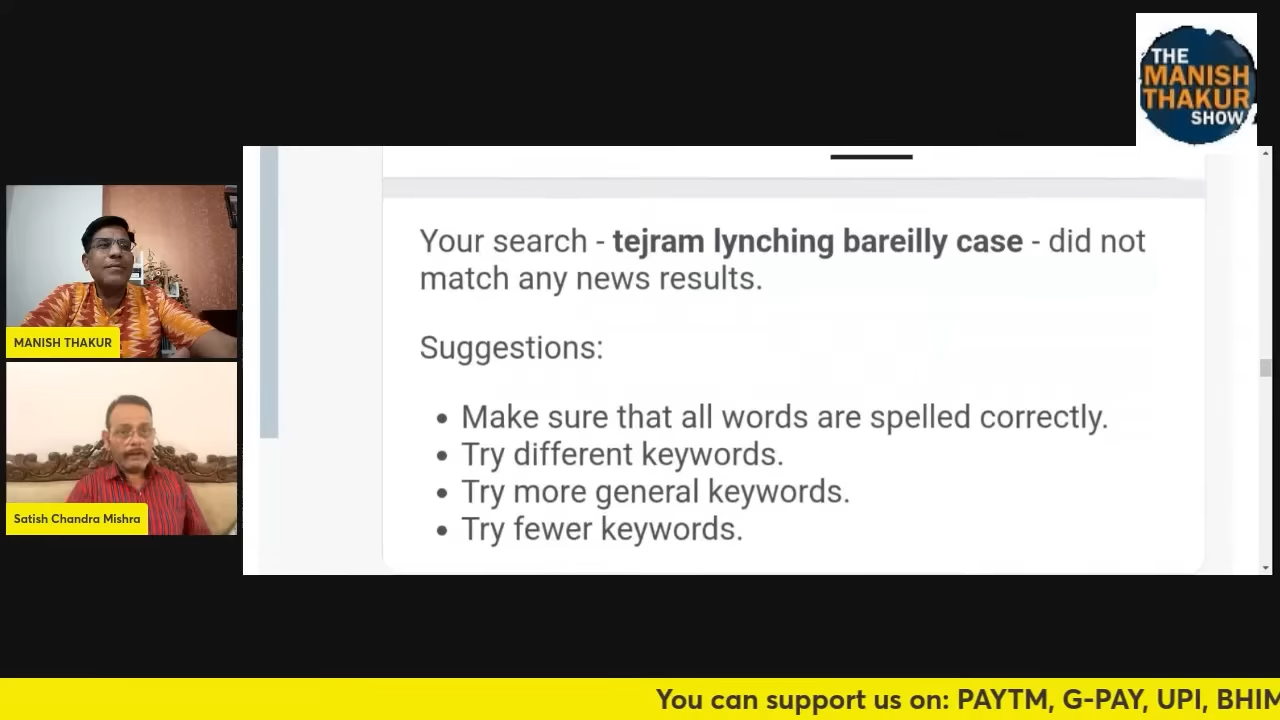 THE
MANISH
THAKUR
SHOW
Your search - tejram lynching bareilly case - did not
match any news results.
Suggestions:
• Make sure that all words are spelled correctly.
• Try different keywords.
• Try more general keywords.
• Try fewer keywords.
MANISH THAKUR
Satish Chandra Mishra
You can support us on: PAYTM, G-PAY, UPI, BHIM